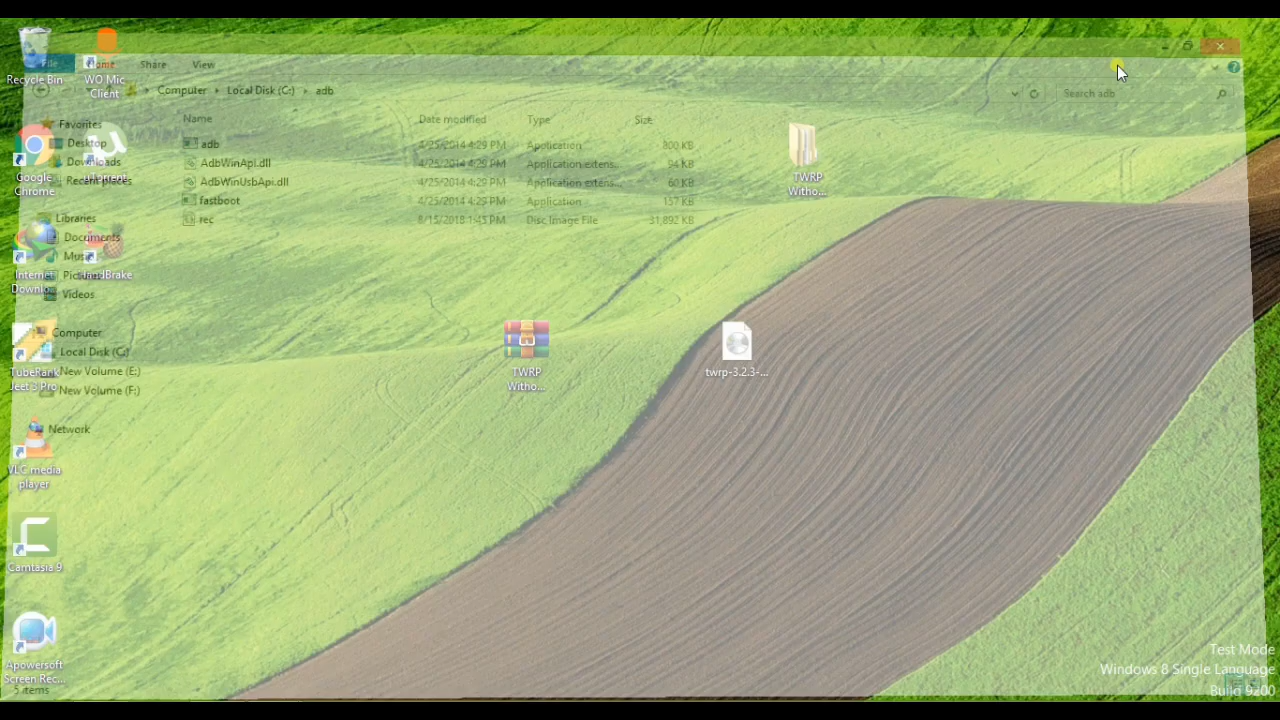 Recycle Bin
WO Mic
Client
Google
Chrome
uTorrent
Internet
Downlo...
HandBrake
TubeRank
Jeet 3 Pro
VLC media
player
Camtasia 9
Apowersoft
Screen Rec...
File
Home
Share
View
Computer
Local Disk (C:)
adb
Search adb
Favorites
Desktop
Downloads
Recent places
Libraries
Documents
Music
Pictures
Videos
Computer
Local Disk (C:)
New Volume (E:)
New Volume (F:)
Network
Name
Date modified
Type
Size
adb
4/25/2014 4:29 PM
Application
800 KB
AdbWinApi.dll
4/25/2014 4:29 PM
Application extens...
94 KB
AdbWinUsbApi.dll
4/25/2014 4:29 PM
Application extens...
60 KB
fastboot
4/25/2014 4:29 PM
Application
157 KB
rec
8/15/2018 1:45 PM
Disc Image File
31,892 KB
TWRP
Witho...
TWRP
Witho...
twrp-3.2.3-...
5 items
Test Mode
Windows 8 Single Language
Build 9200